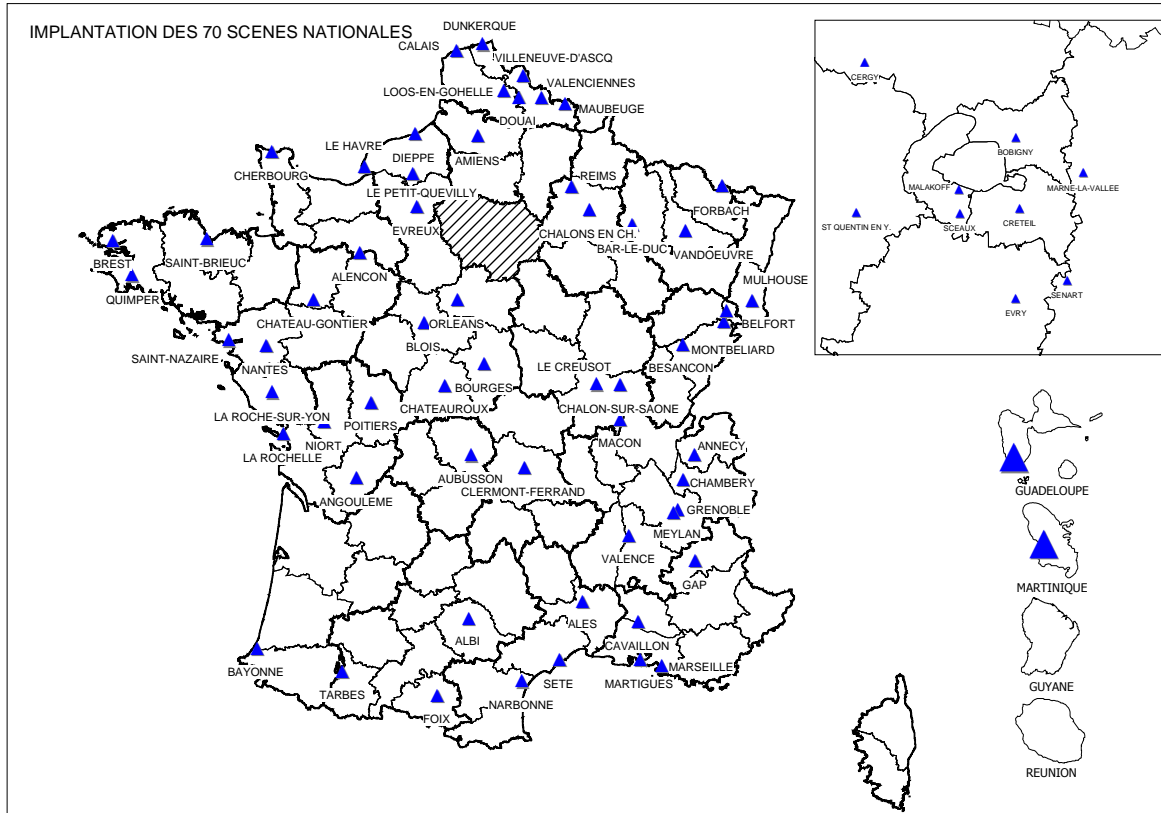 IMPLANTATION DES 70 SCENES NATIONALES
DUNKERQUE
CALAIS
VILLENEUVE-D'ASCQ
VALENCIENNES
LOOS-EN-GOHELLE
MAUBEUGE
DOUAI
LE HAVRE
DIEPPE
AMIENS
CHERBOURG
REIMS
LE PETIT-QUEVILLY
FORBACH
EVREUX
CHALONS EN CH.
BAR-LE-DUC
VANDOEUVRE
BREST
SAINT-BRIEUC
ALENCON
MULHOUSE
QUIMPER
CHATEAU-GONTIER
ORLEANS
BELFORT
BLOIS
MONTBELIARD
SAINT-NAZAIRE
NANTES
LE CREUSOT
BESANCON
BOURGES
CHATEAUROUX
CHALON-SUR-SAONE
LA ROCHE-SUR-YON
POITIERS
NIORT
MACON
LA ROCHELLE
ANNECY
AUBUSSON
CHAMBERY
CLERMONT-FERRAND
ANGOULEME
GRENOBLE
MEYLAN
VALENCE
GAP
ALES
ALBI
CAVAILLON
BAYONNE
MARSEILLE
SETE
MARTIGUES
TARBES
NARBONNE
FOIX
CERGY
BOBIGNY
MARNE-LA-VALLEE
MALAKOFF
ST QUENTIN EN Y.
SCEAUX
CRETEIL
SENART
EVRY
GUADELOUPE
MARTINIQUE
GUYANE
REUNION